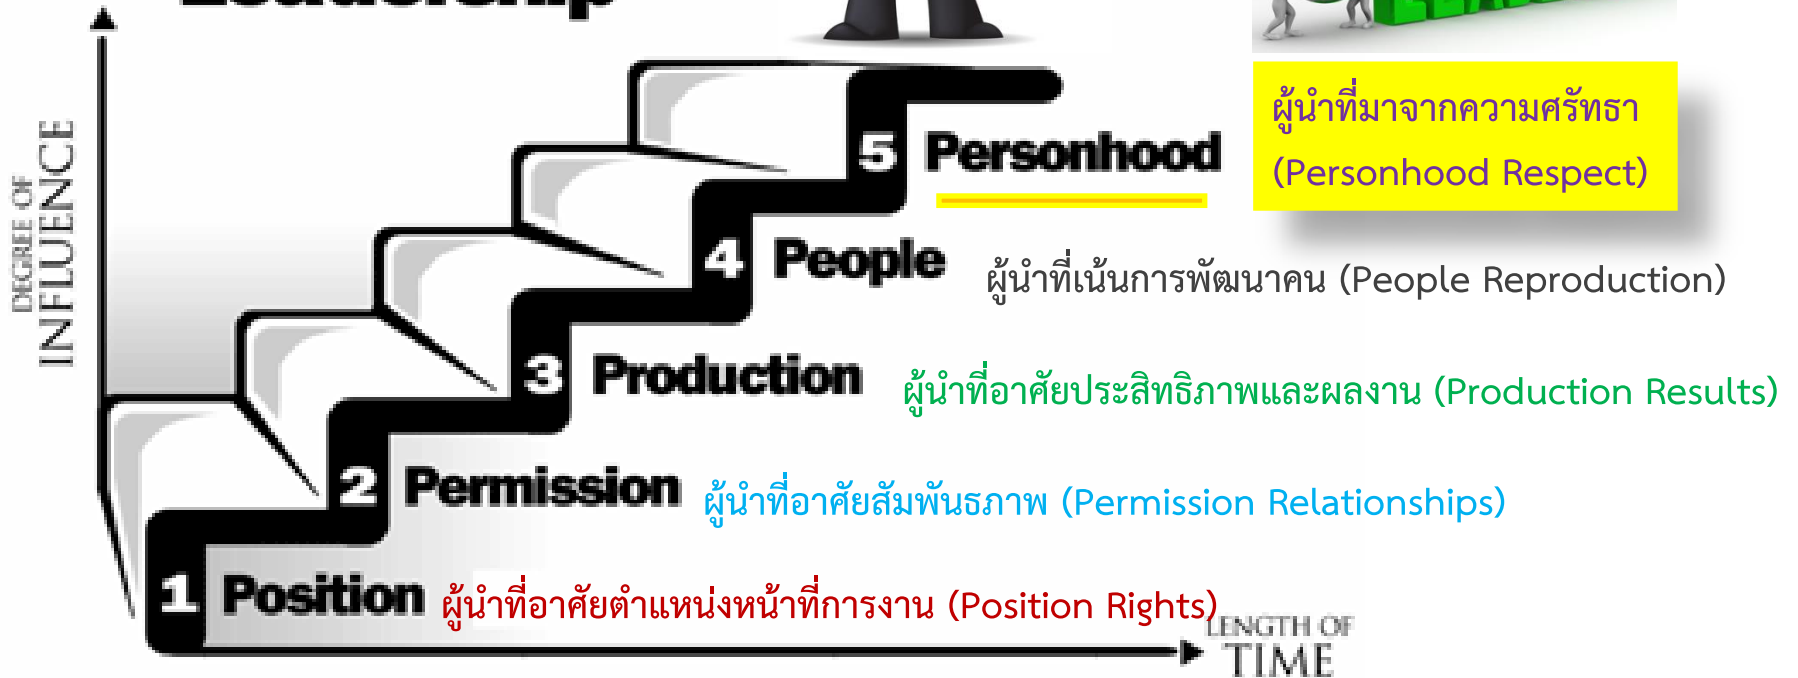 Leadership
DEGREE OF
INFLUENCE
ผู้นำที่มาจากความศรัทธา
(Personhood Respect)
5 Personhood
4 People ผู้นำที่เน้นการพัฒนาคน (People Reproduction)
3 Production ผู้นำที่อาศัยประสิทธิภาพและผลงาน (Production Results)
2 Permission ผู้นำที่อาศัยสัมพันธภาพ (Permission Relationships)
1 Position ผู้นำที่อาศัยตำแหน่งหน้าที่การงาน (Position Rights)
LENGTH OF
TIME